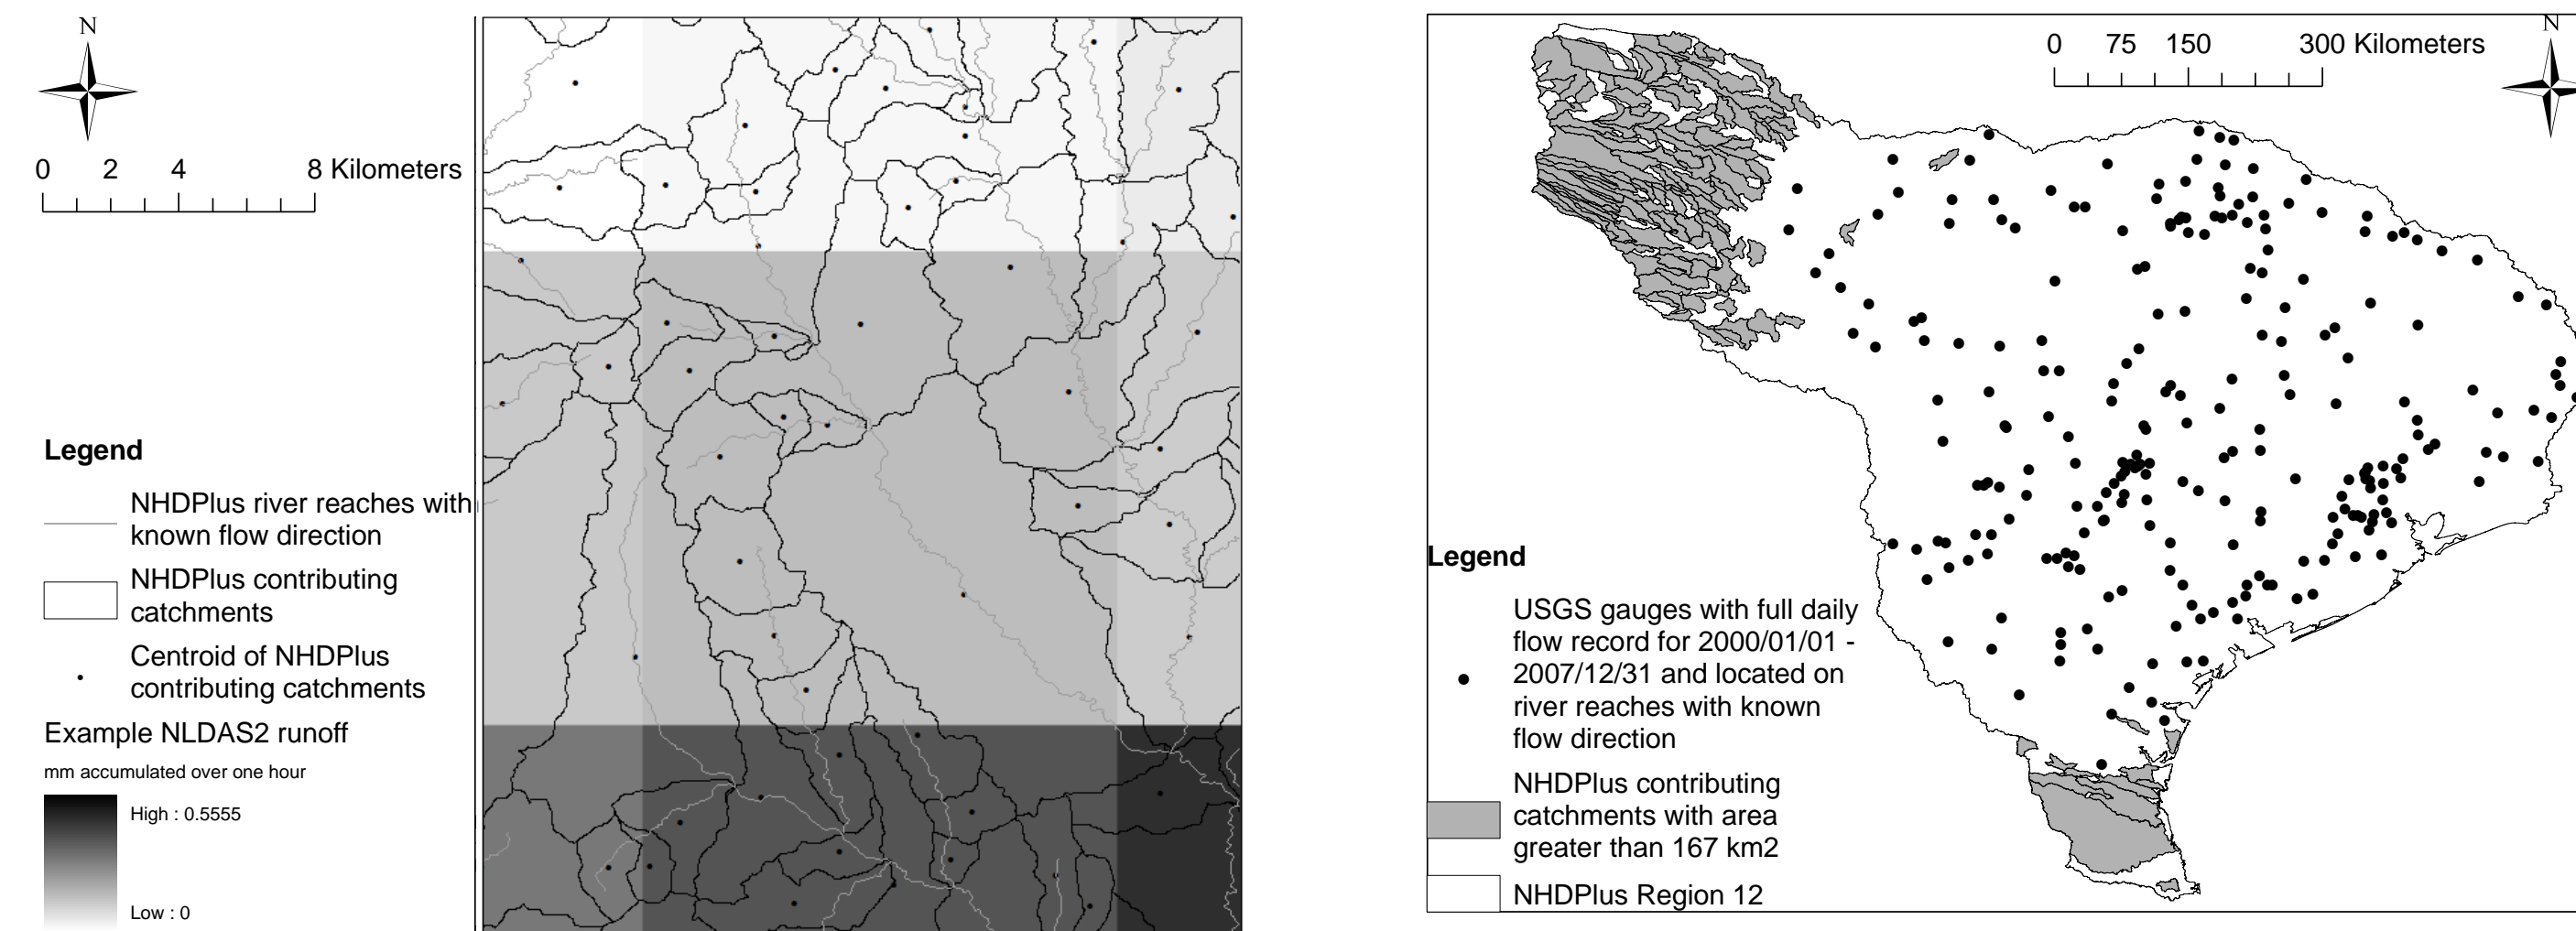 N
0 2 4 8 Kilometers
Legend
NHDPlus river reaches with
known flow direction
NHDPlus contributing
catchments
Centroid of NHDPlus
contributing catchments
Example NLDAS2 runoff
mm accumulated over one hour
High : 0.5555
Low : 0
N
0 75 150 300 Kilometers
Legend
USGS gauges with full daily
flow record for 2000/01/01 -
2007/12/31 and located on
river reaches with known
flow direction
NHDPlus contributing
catchments with area
greater than 167 km2
NHDPlus Region 12